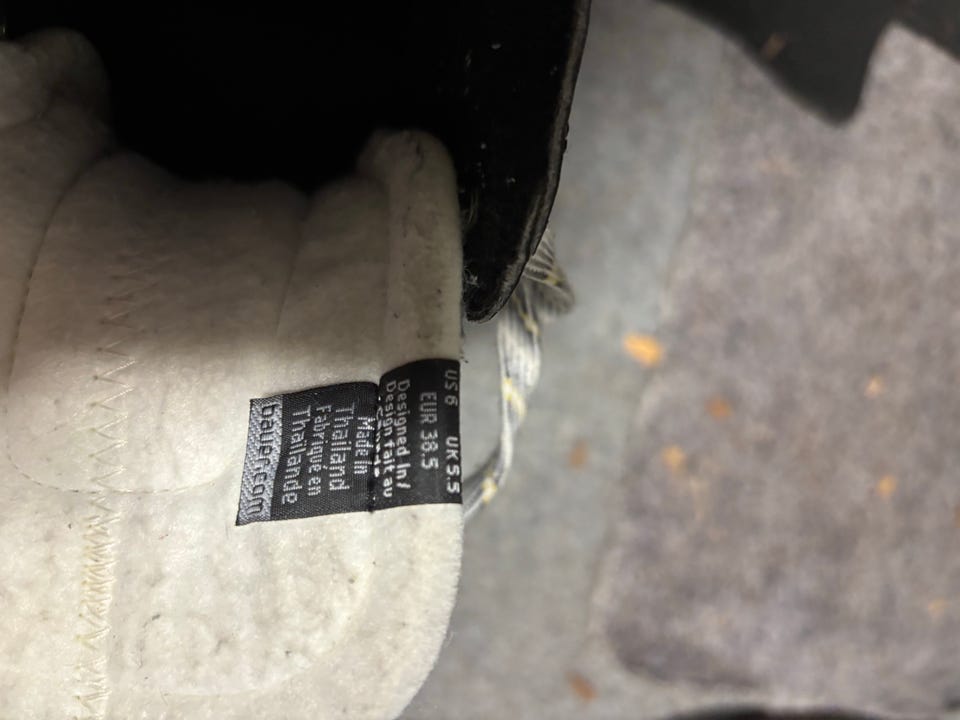 US 6 UK 5.5
EUR 38.5
Designed in/
Design fait au
Made in
Thailand
Fabriqué en
Thaïlande
bauer.com